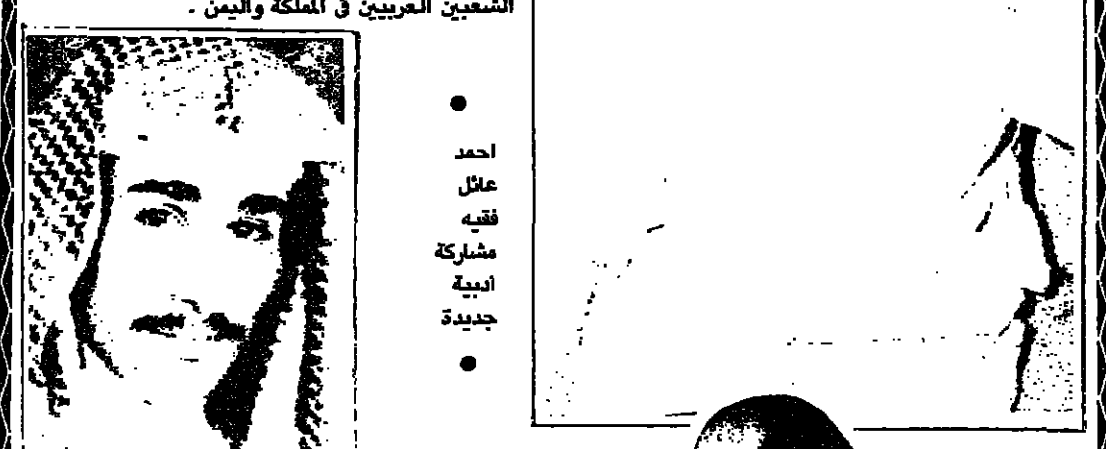 الشعبين العربيين في المملكة واليمن .
احمد
عائل
فقيه
مشاركة
أدبية
جديدة